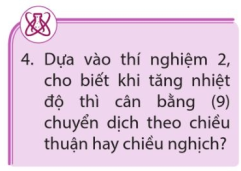 4. Dựa vào thí nghiệm 2,
cho biết khi tăng nhiệt
độ thì cân bằng (9)
chuyển dịch theo chiều
thuận hay chiều nghịch?